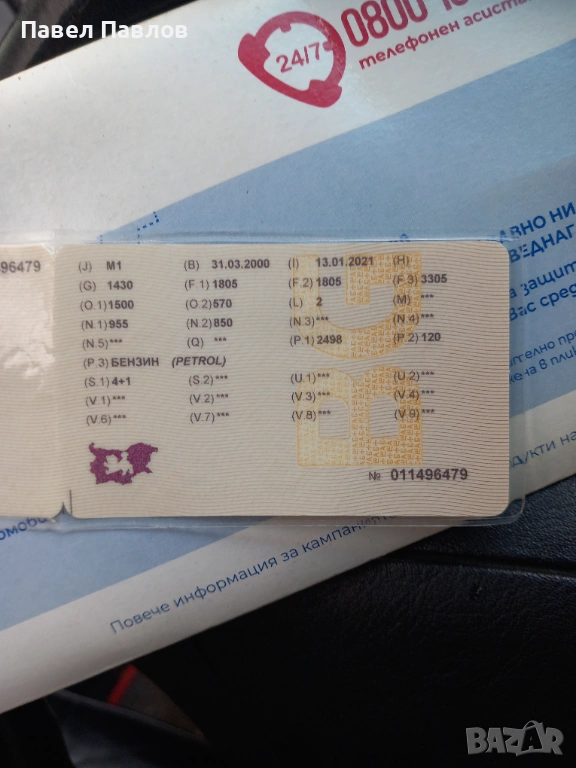 Павел Павлов
0800
24/7
телефонен
96479
(J) M1 (B) 31.03.2000 (I) 13.01.2021 (H)
(G) 1430 (F.1) 1805 (F.2) 1805 (F.3) 3305
(O.1) 1500 (O.2) 570 (L) 2 (M) ***
(N.1) 955 (N.2) 850 (N.3) *** (N.4) ***
(N.5) *** (Q) *** (P.1) 2498 (P.2) 120
(P.3) БЕНЗИН (PETROL)
(S.1) 4+1 (S.2) *** (U.1) *** (U.2) ***
(V.1) *** (V.2) *** (V.3) *** (V.4) ***
(V.6) *** (V.7) *** (V.8) *** (V.9) ***
BG
№ 011496479
Повече информация за
BAZAR